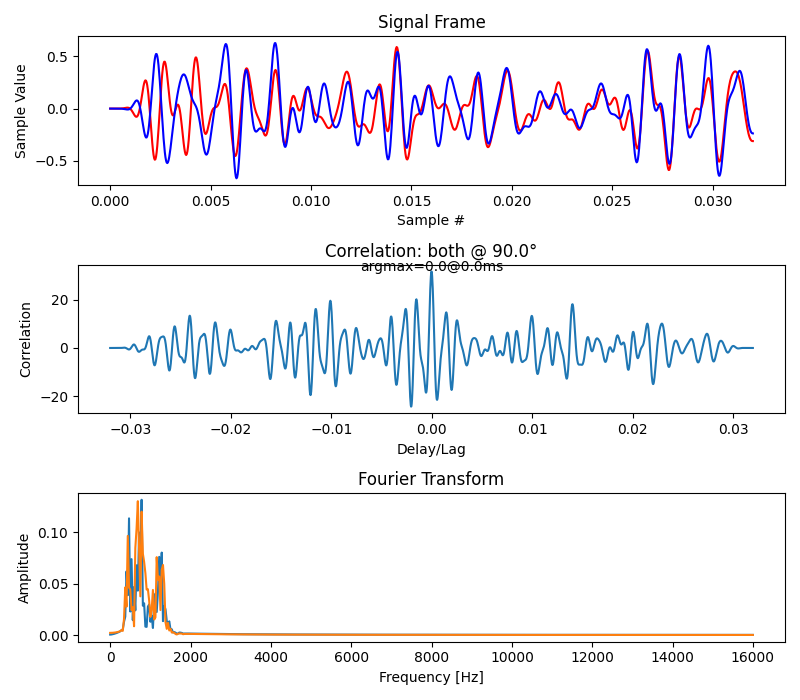 Signal Frame
Sample Value
0.5
0.0
−0.5
0.000 0.005 0.010 0.015 0.020 0.025 0.030
Sample #
Correlation: both @ 90.0°
argmax=0.0@0.0ms
Correlation
20
0
−20
−0.03 −0.02 −0.01 0.00 0.01 0.02 0.03
Delay/Lag
Fourier Transform
Amplitude
0.10
0.05
0.00
0 2000 4000 6000 8000 10000 12000 14000 16000
Frequency [Hz]